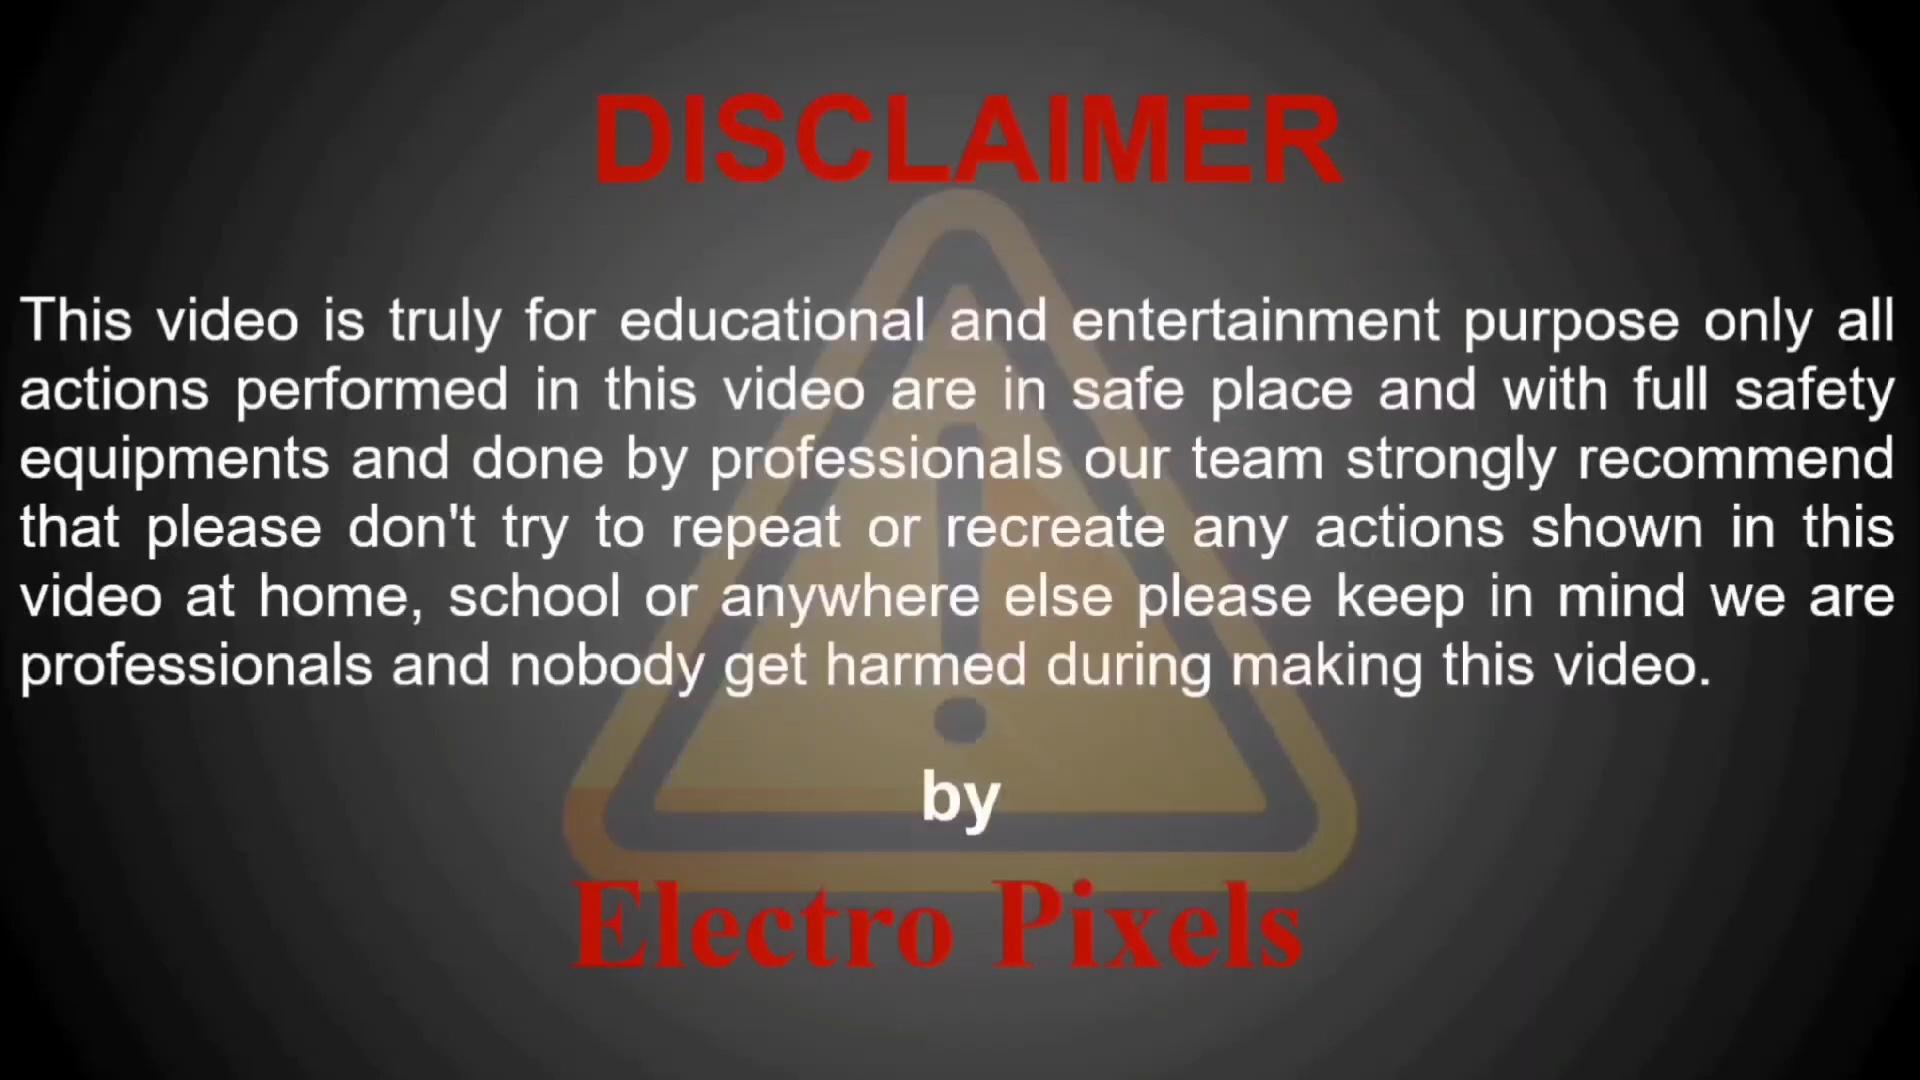 DISCLAIMER
This video is truly for educational and entertainment purpose only all
actions performed in this video are in safe place and with full safety
equipments and done by professionals our team strongly recommend
that please don't try to repeat or recreate any actions shown in this
video at home, school or anywhere else please keep in mind we are
professionals and nobody get harmed during making this video.
by
Electro Pixels